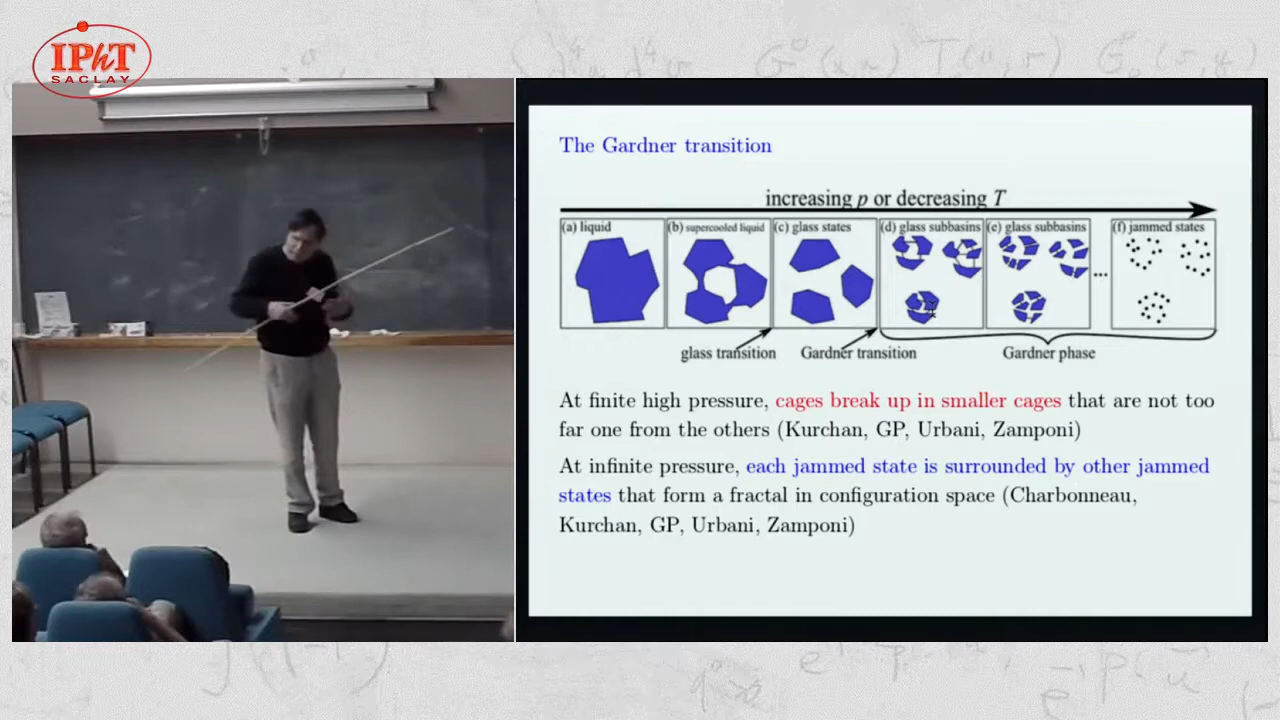 IPhT
SACLAY
The Gardner transition
increasing p or decreasing T
(a) liquid
(b) supercooled liquid
(c) glass states
(d) glass subbasins
(e) glass subbasins
(f) jammed states
...
glass transition
Gardner transition
Gardner phase
At finite high pressure, cages break up in smaller cages that are not too
far one from the others (Kurchan, GP, Urbani, Zamponi)
At infinite pressure, each jammed state is surrounded by other jammed
states that form a fractal in configuration space (Charbonneau,
Kurchan, GP, Urbani, Zamponi)